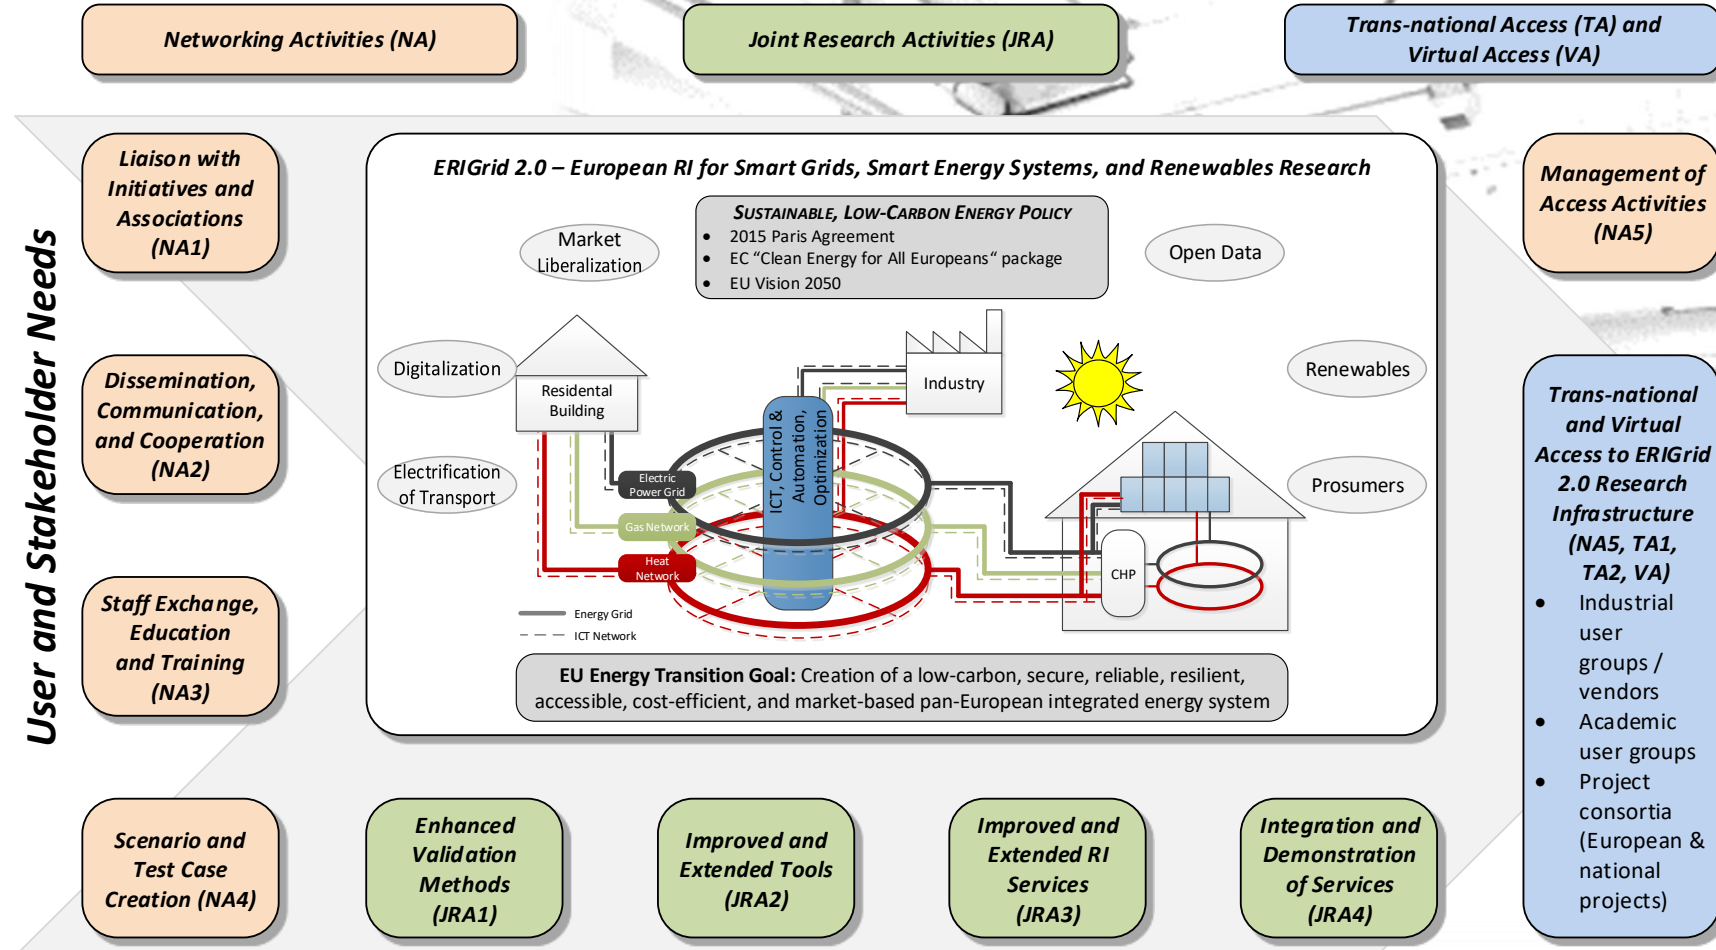 Networking Activities (NA)
Joint Research Activities (JRA)
Trans-national Access (TA) and
Virtual Access (VA)
User and Stakeholder Needs
Liaison with
Initiatives and
Associations
(NA1)
Dissemination,
Communication,
and Cooperation
(NA2)
Staff Exchange,
Education
and Training
(NA3)
Scenario and
Test Case
Creation (NA4)
ERIGrid 2.0 – European RI for Smart Grids, Smart Energy Systems, and Renewables Research
SUSTAINABLE, LOW-CARBON ENERGY POLICY
• 2015 Paris Agreement
• EC “Clean Energy for All Europeans“ package
• EU Vision 2050
Market
Liberalization
Open Data
Digitalization
Renewables
Electrification
of Transport
Prosumers
Residental
Building
Industry
ICT, Control &
Automation,
Optimization
Electric
Power Grid
Gas Network
Heat
Network
CHP
Energy Grid
ICT Network
EU Energy Transition Goal: Creation of a low-carbon, secure, reliable, resilient,
accessible, cost-efficient, and market-based pan-European integrated energy system
Enhanced
Validation
Methods
(JRA1)
Improved and
Extended Tools
(JRA2)
Improved and
Extended RI
Services
(JRA3)
Integration and
Demonstration
of Services
(JRA4)
Management of
Access Activities
(NA5)
Trans-national
and Virtual
Access to ERIGrid
2.0 Research
Infrastructure
(NA5, TA1,
TA2, VA)
• Industrial
user
groups /
vendors
• Academic
user groups
• Project
consortia
(European &
national
projects)